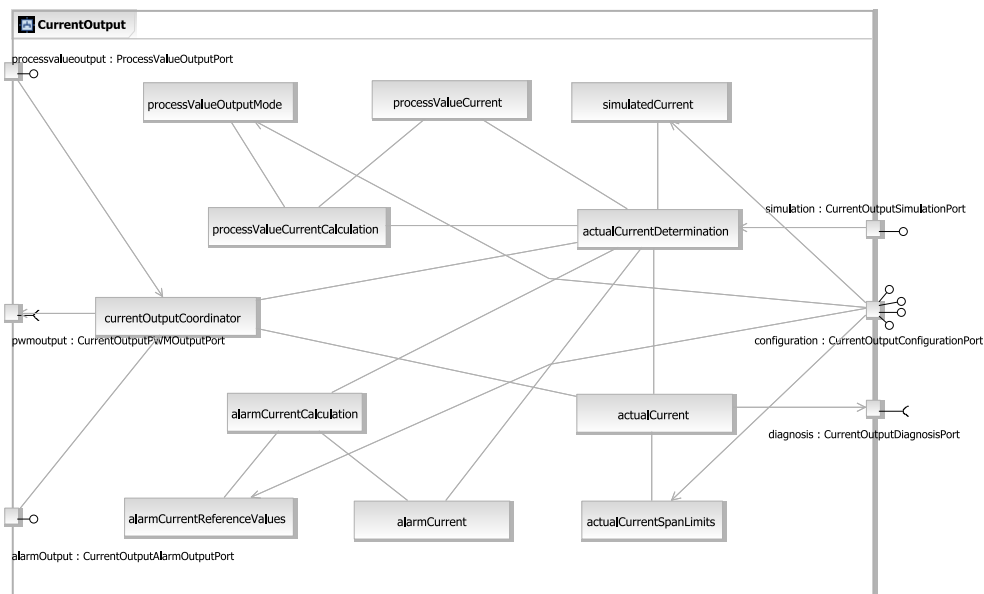 CurrentOutput
processvalueoutput : ProcessValueOutputPort
processValueOutputMode
processValueCurrent
simulatedCurrent
simulation : CurrentOutputSimulationPort
processValueCurrentCalculation
actualCurrentDetermination
currentOutputCoordinator
pwmoutput : CurrentOutputPWMOutputPort
configuration : CurrentOutputConfigurationPort
alarmCurrentCalculation
actualCurrent
diagnosis : CurrentOutputDiagnosisPort
alarmCurrentReferenceValues
alarmCurrent
actualCurrentSpanLimits
alarmOutput : CurrentOutputAlarmOutputPort